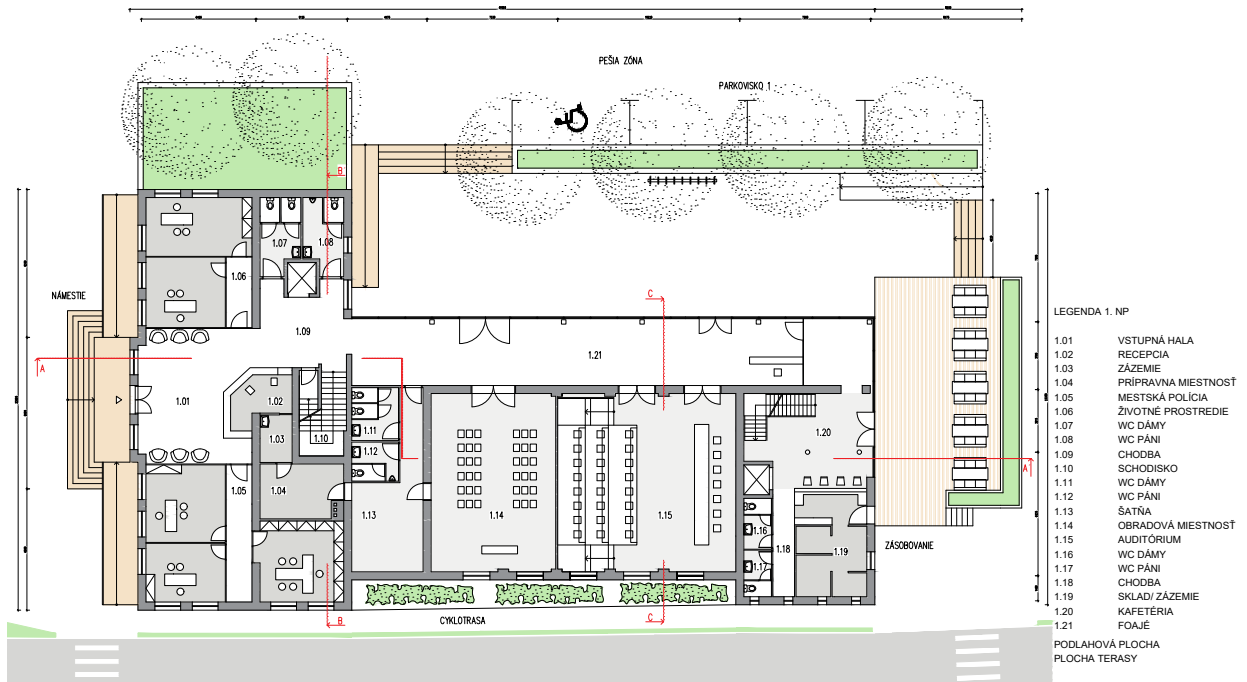 PEŠIA ZÓNA
PARKOVISKO 1
B
1.07
1.08
1.06
NÁMESTIE
C
1.09
A
1.21
1.01
1.02
1.03
1.10
1.11
1.12
1.20
A
1.05
1.04
1.13
1.14
1.15
1.16
1.17
1.18
1.19
ZÁSOBOVANIE
B
CYKLOTRASA
C
LEGENDA 1. NP
1.01 VSTUPNÁ HALA
1.02 RECEPCIA
1.03 ZÁZEMIE
1.04 PRÍPRAVNA MIESTNOSŤ
1.05 MESTSKÁ POLÍCIA
1.06 ŽIVOTNÉ PROSTREDIE
1.07 WC DÁMY
1.08 WC PÁNI
1.09 CHODBA
1.10 SCHODISKO
1.11 WC DÁMY
1.12 WC PÁNI
1.13 ŠATŇA
1.14 OBRADOVÁ MIESTNOSŤ
1.15 AUDITÓRIUM
1.16 WC DÁMY
1.17 WC PÁNI
1.18 CHODBA
1.19 SKLAD/ ZÁZEMIE
1.20 KAFETÉRIA
1.21 FOAJÉ
PODLAHOVÁ PLOCHA
PLOCHA TERASY